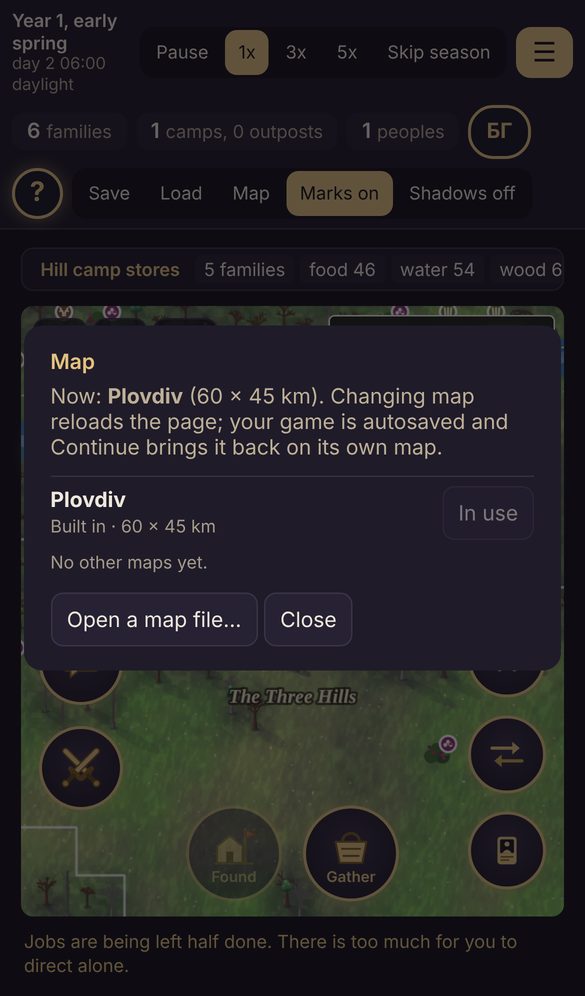 Year 1, early
spring
day 2 06:00
daylight
Pause 1x 3x 5x Skip season
6 families 1 camps, 0 outposts 1 peoples БГ
? Save Load Map Marks on Shadows off
Hill camp stores 5 families food 46 water 54 wood 6
Map
Now: Plovdiv (60 × 45 km). Changing map
reloads the page; your game is autosaved and
Continue brings it back on its own map.
Plovdiv
Built in · 60 × 45 km
In use
No other maps yet.
Open a map file... Close
The Three Hills
Found Gather
Jobs are being left half done. There is too much for you to
direct alone.